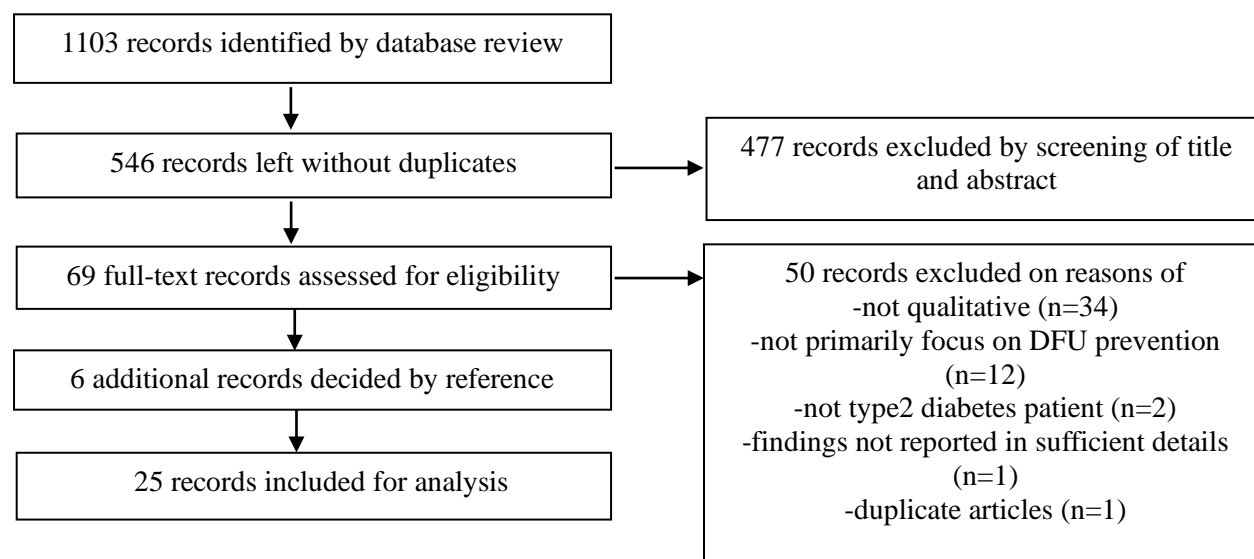 1103 records identified by database review
546 records left without duplicates
477 records excluded by screening of title
and abstract
69 full-text records assessed for eligibility
50 records excluded on reasons of
-not qualitative (n=34)
-not primarily focus on DFU prevention
(n=12)
-not type2 diabetes patient (n=2)
-findings not reported in sufficient details
(n=1)
-duplicate articles (n=1)
6 additional records decided by reference
25 records included for analysis